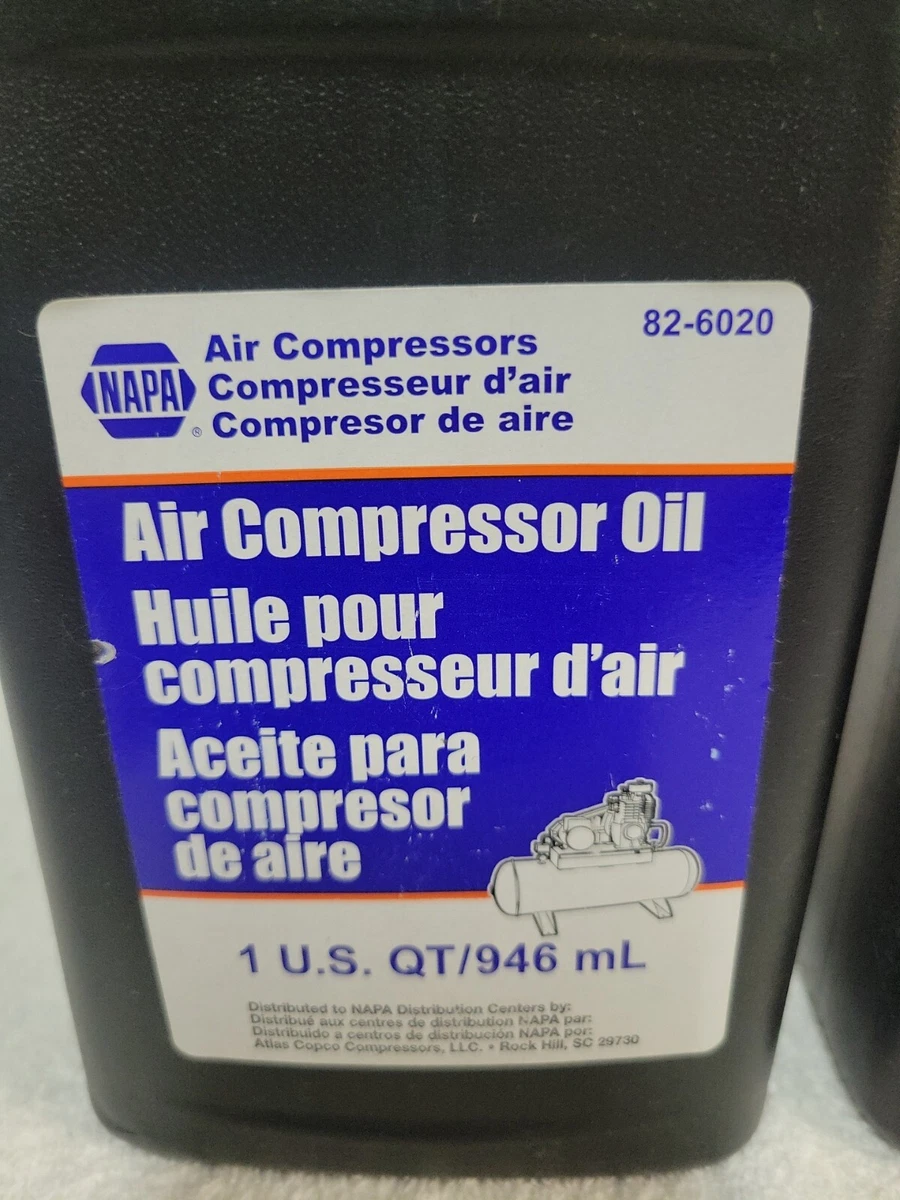 82-6020
NAPA
®
Air Compressors
Compresseur d'air
Compresor de aire
Air Compressor Oil
Huile pour
compresseur d'air
Aceite para
compresor
de aire
1 U.S. QT/946 mL
Distributed to NAPA Distribution Centers by:
Distribué aux centres de distribution NAPA par:
Distribuido a centros de distribución NAPA por:
Atlas Copco Compressors, LLC. • Rock Hill, SC 29730